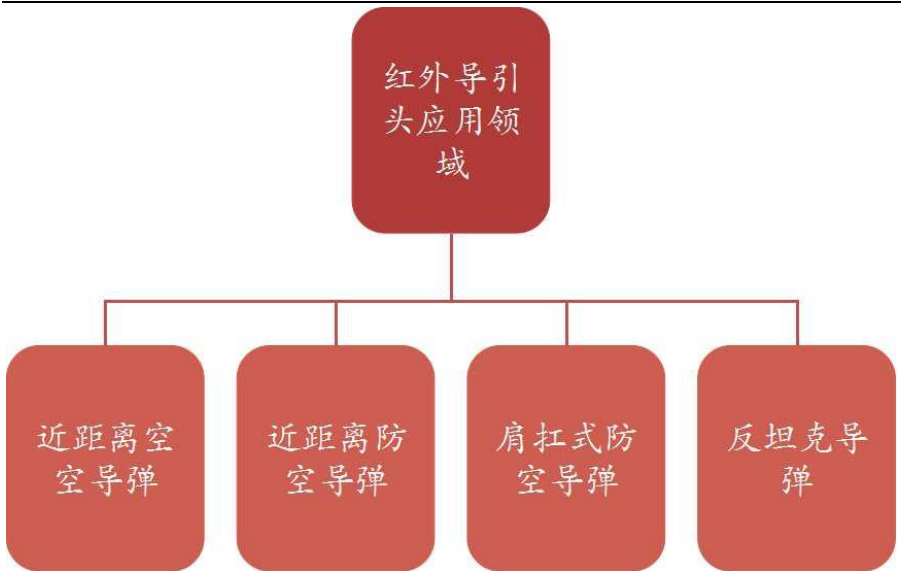 红外导引
头应用领
域
近距离空
空导弹
近距离防
空导弹
肩扛式防
空导弹
反坦克导
弹